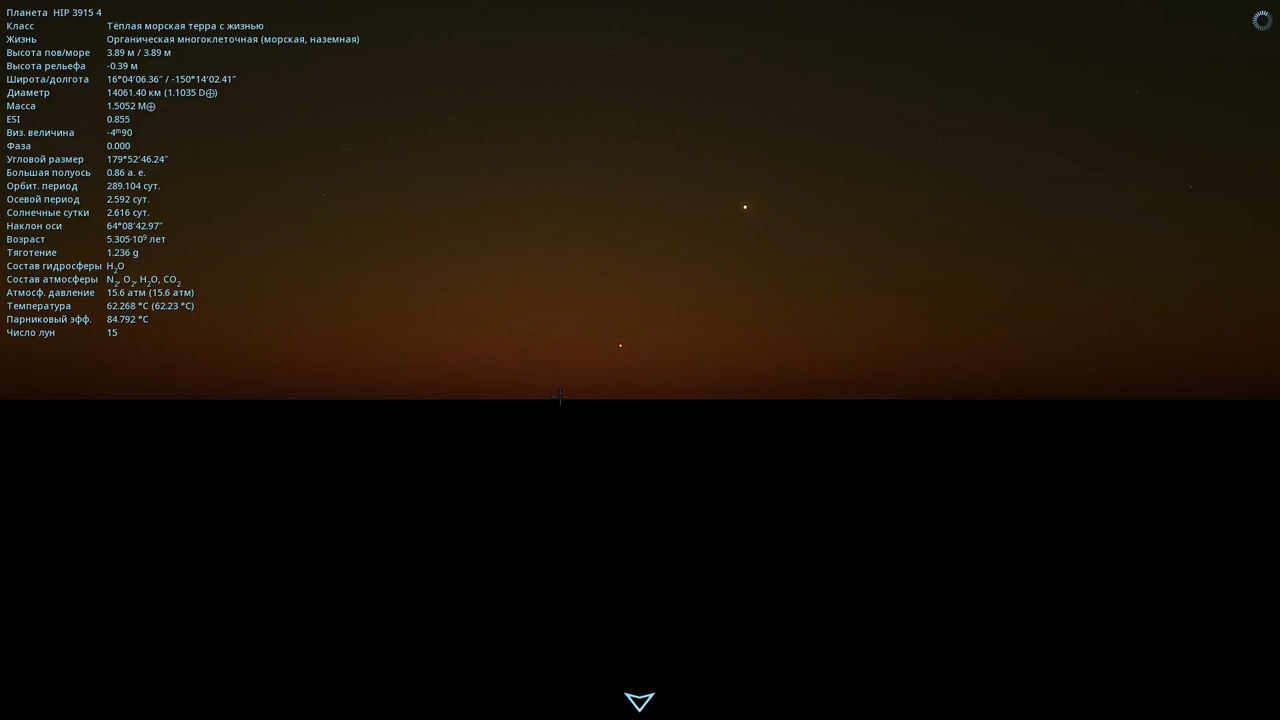 Планета HIP 3915 4
Класс Тёплая морская терра с жизнью
Жизнь Органическая многоклеточная (морская, наземная)
Высота пов/море 3.89 м / 3.89 м
Высота рельефа -0.39 м
Широта/долгота 16°04′06.36″ / -150°14′02.41″
Диаметр 14061.40 км (1.1035 D⊕)
Масса 1.5052 M⊕
ESI 0.855
Виз. величина -4ᵐ90
Фаза 0.000
Угловой размер 179°52′46.24″
Большая полуось 0.86 а. е.
Орбит. период 289.104 сут.
Осевой период 2.592 сут.
Солнечные сутки 2.616 сут.
Наклон оси 64°08′42.97″
Возраст 5.305·10⁹ лет
Тяготение 1.236 g
Состав гидросферы H₂O
Состав атмосферы N₂, O₂, H₂O, CO₂
Атмосф. давление 15.6 атм (15.6 атм)
Температура 62.268 °C (62.23 °C)
Парниковый эфф. 84.792 °C
Число лун 15